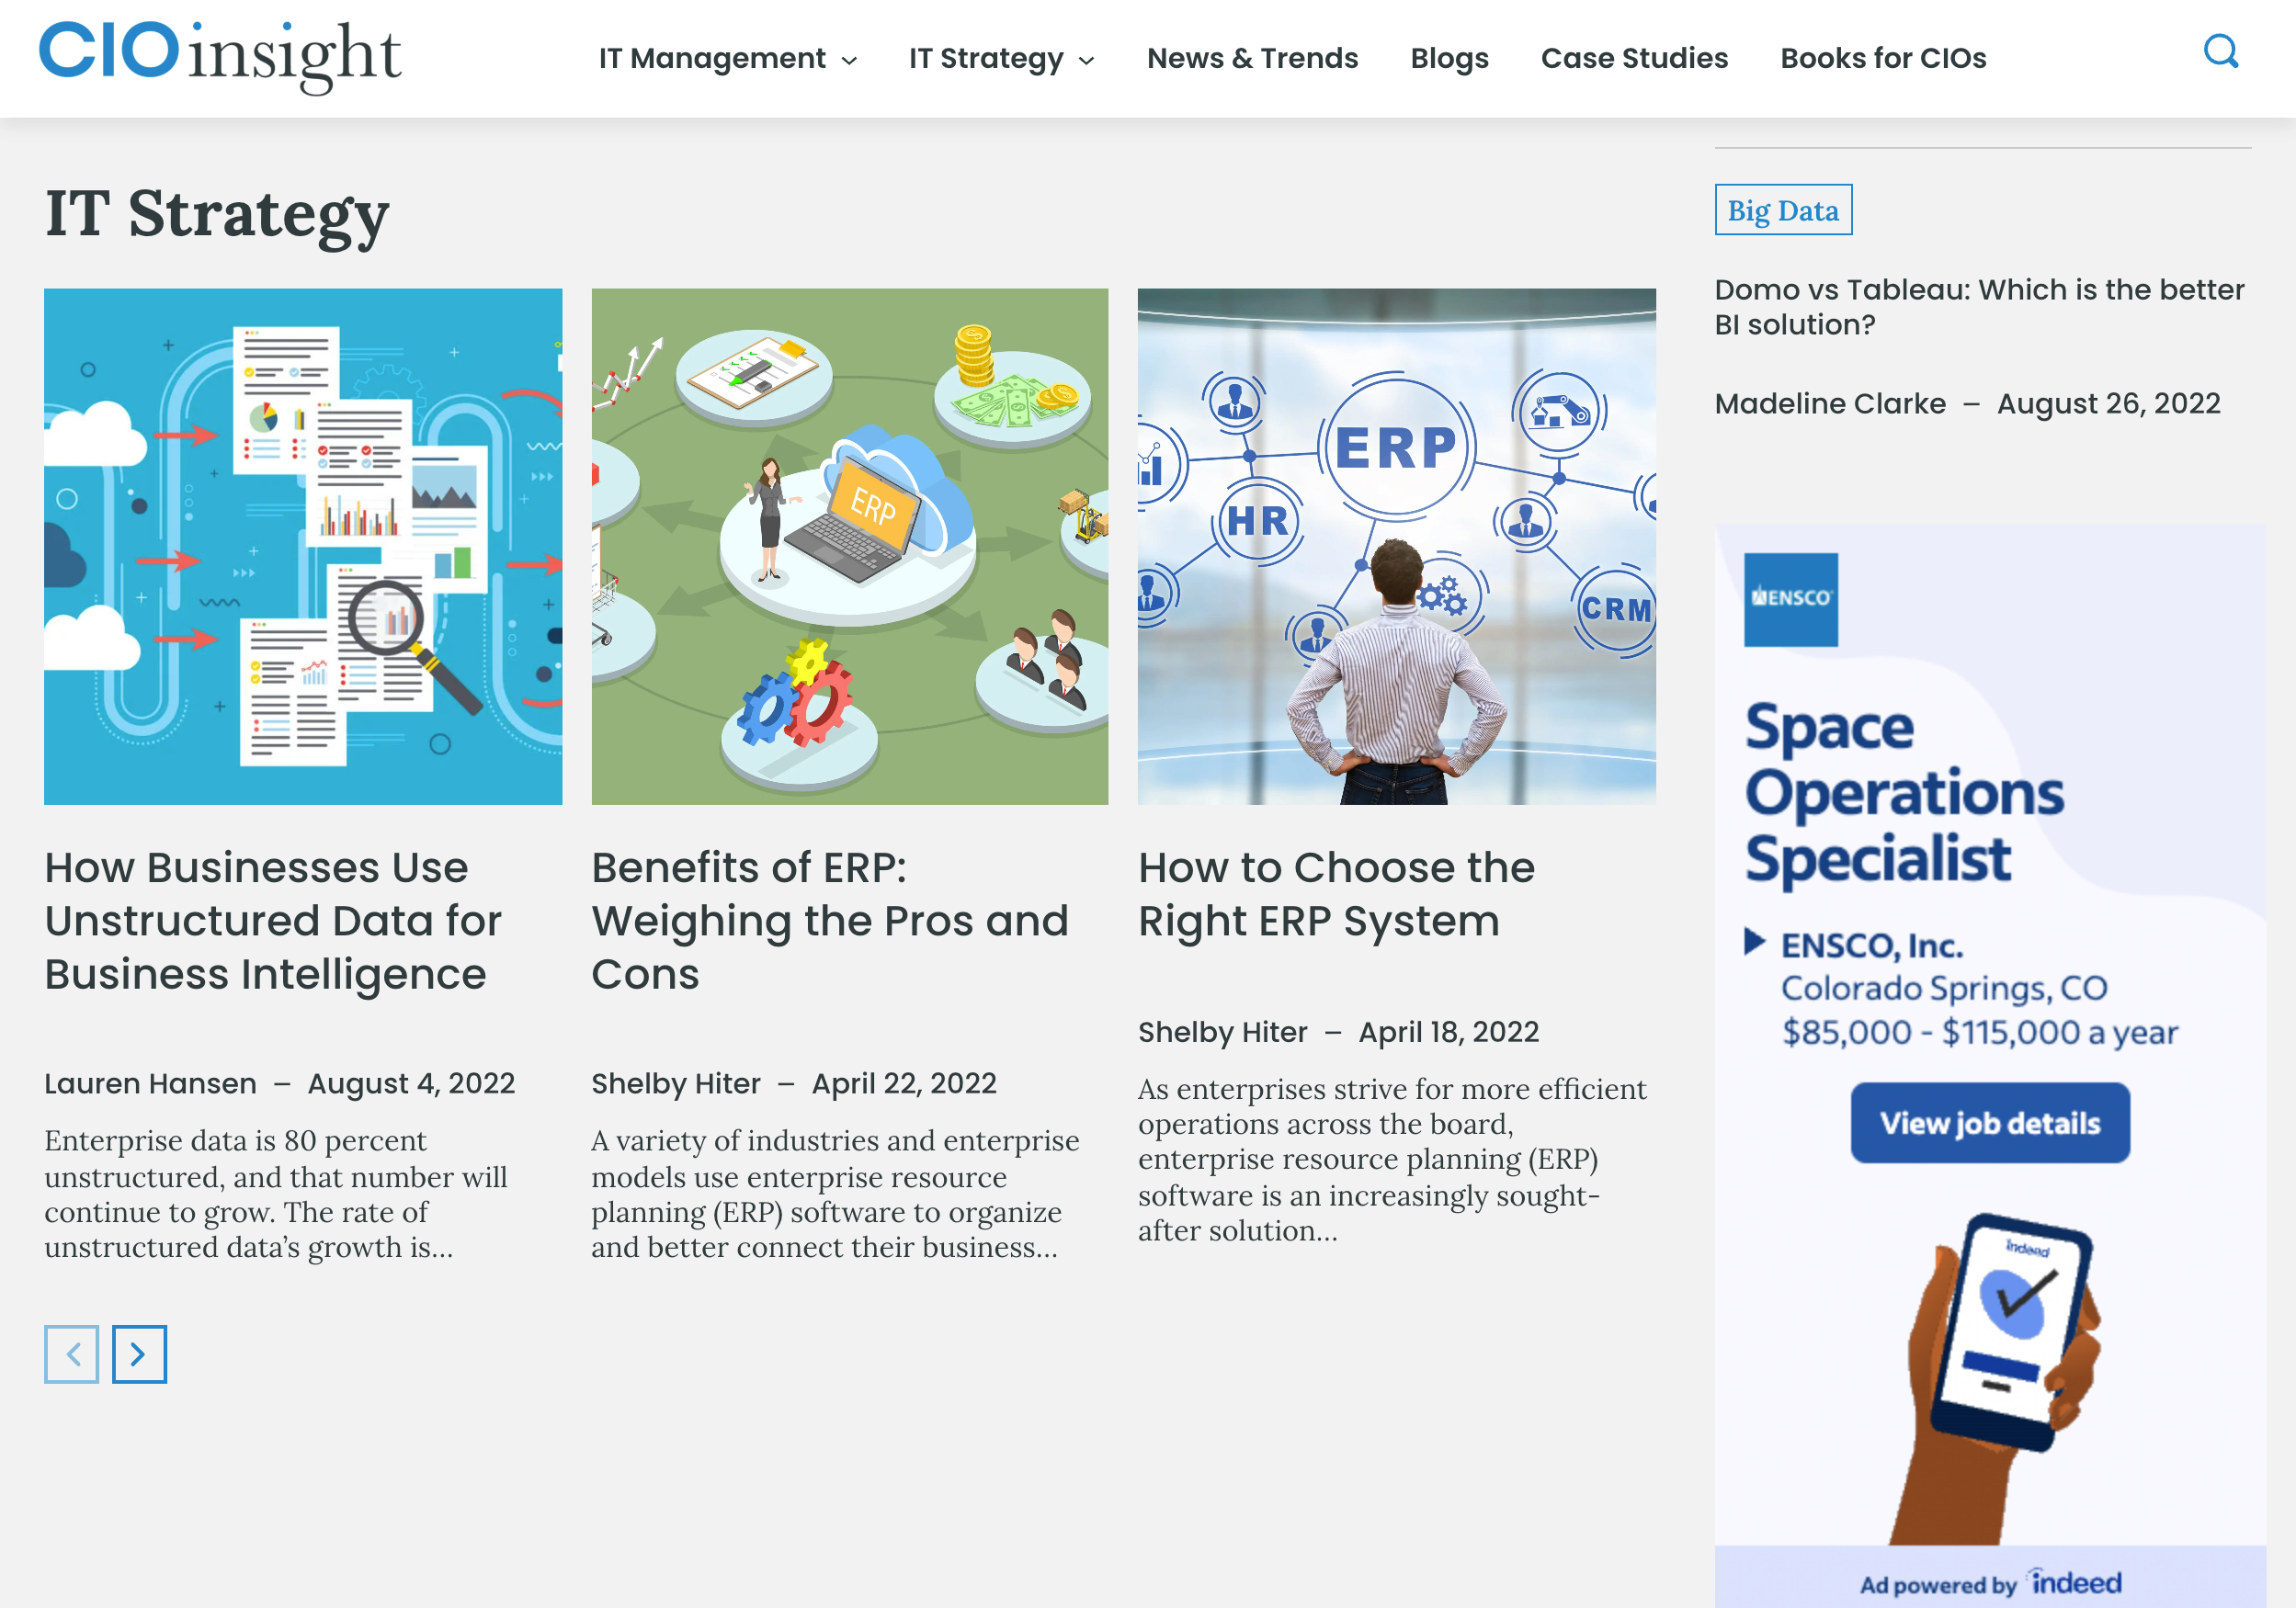 CIO insight
IT Management
IT Strategy
News & Trends
Blogs
Case Studies
Books for CIOs
IT Strategy
ERP
ERP
HR
CRM
How Businesses Use
Unstructured Data for
Business Intelligence
Lauren Hansen – August 4, 2022
Enterprise data is 80 percent
unstructured, and that number will
continue to grow. The rate of
unstructured data’s growth is...
Benefits of ERP:
Weighing the Pros and
Cons
Shelby Hiter – April 22, 2022
A variety of industries and enterprise
models use enterprise resource
planning (ERP) software to organize
and better connect their business...
How to Choose the
Right ERP System
Shelby Hiter – April 18, 2022
As enterprises strive for more efficient
operations across the board,
enterprise resource planning (ERP)
software is an increasingly sought-
after solution...
Big Data
Domo vs Tableau: Which is the better
BI solution?
Madeline Clarke – August 26, 2022
ENSCO
Space
Operations
Specialist
ENSCO, Inc.
Colorado Springs, CO
$85,000 - $115,000 a year
View job details
indeed
Ad powered by indeed